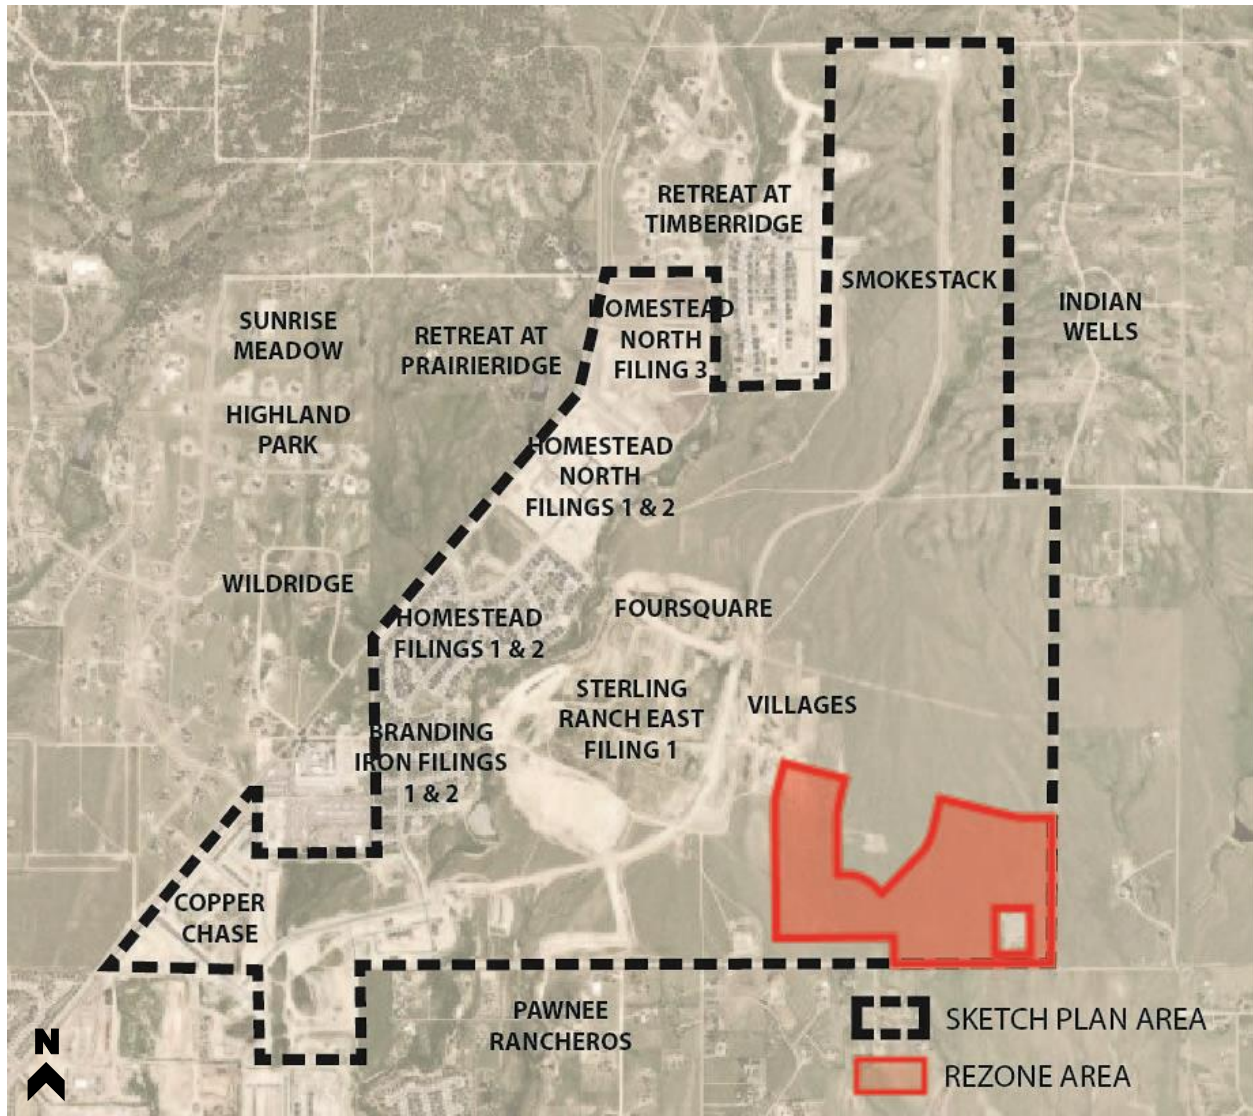 RETREAT AT
TIMBERRIDGE
SMOKESTACK
INDIAN
WELLS
SUNRISE
MEADOW
RETREAT AT
PRAIRIERIDGE
HOMESTEAD
NORTH
FILING 3
HIGHLAND
PARK
HOMESTEAD
NORTH
FILINGS 1 & 2
WILDRIDGE
HOMESTEAD
FILINGS 1 & 2
FOURSQUARE
STERLING
RANCH EAST
FILING 1
VILLAGES
BRANDING
IRON FILINGS
1 & 2
COPPER
CHASE
PAWNEE
RANCHEROS
SKETCH PLAN AREA
REZONE AREA
N